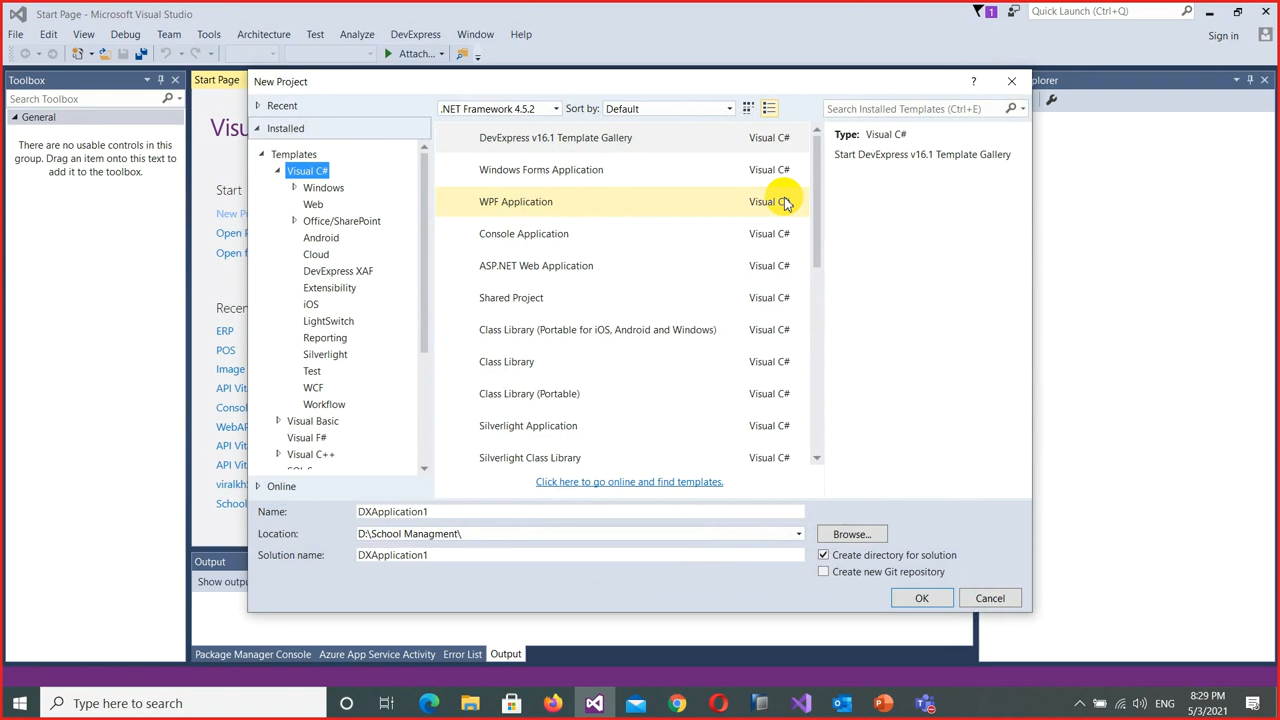 Start Page - Microsoft Visual Studio
1
Quick Launch (Ctrl+Q)
File Edit View Debug Team Tools Architecture Test Analyze DevExpress Window Help
Sign in
Attach...
Toolbox
Search Toolbox
General
There are no usable controls in this
group. Drag an item onto this text to
add it to the toolbox.
Start Page
Start
Output
New Project
? 
Recent
.NET Framework 4.5.2
Sort by: Default
Search Installed Templates (Ctrl+E)
Installed
Templates
Visual C#
Windows
Web
Office/SharePoint
Android
Cloud
DevExpress XAF
Extensibility
iOS
LightSwitch
Reporting
Silverlight
Test
WCF
Workflow
Visual Basic
Visual F#
Visual C++
Online
DevExpress v16.1 Template Gallery Visual C#
Windows Forms Application Visual C#
WPF Application Visual C#
Console Application Visual C#
ASP.NET Web Application Visual C#
Shared Project Visual C#
Class Library (Portable for iOS, Android and Windows) Visual C#
Class Library Visual C#
Class Library (Portable) Visual C#
Silverlight Application Visual C#
Silverlight Class Library Visual C#
Click here to go online and find templates.
Type: Visual C#
Start DevExpress v16.1 Template Gallery
Name: DXApplication1
Location: D:\School Managment\
Browse...
Solution name: DXApplication1
Create directory for solution
Create new Git repository
OK Cancel
ERP
POS
Image
Package Manager Console Azure App Service Activity Error List Output
Type here to search
ENG
8:29 PM
5/3/2021